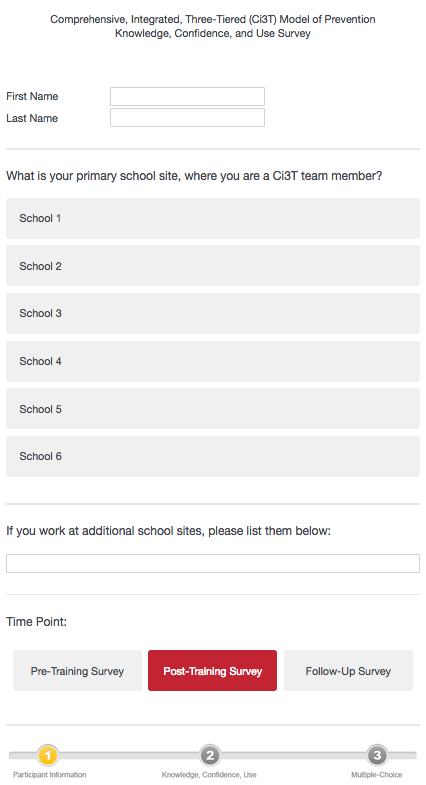 Comprehensive, Integrated, Three-Tiered (Ci3T) Model of Prevention
Knowledge, Confidence, and Use Survey
First Name
Last Name
What is your primary school site, where you are a Ci3T team member?
School 1
School 2
School 3
School 4
School 5
School 6
If you work at additional school sites, please list them below:
Time Point:
Pre-Training Survey Post-Training Survey Follow-Up Survey
1 2 3
Participant Information Knowledge, Confidence, Use Multiple-Choice